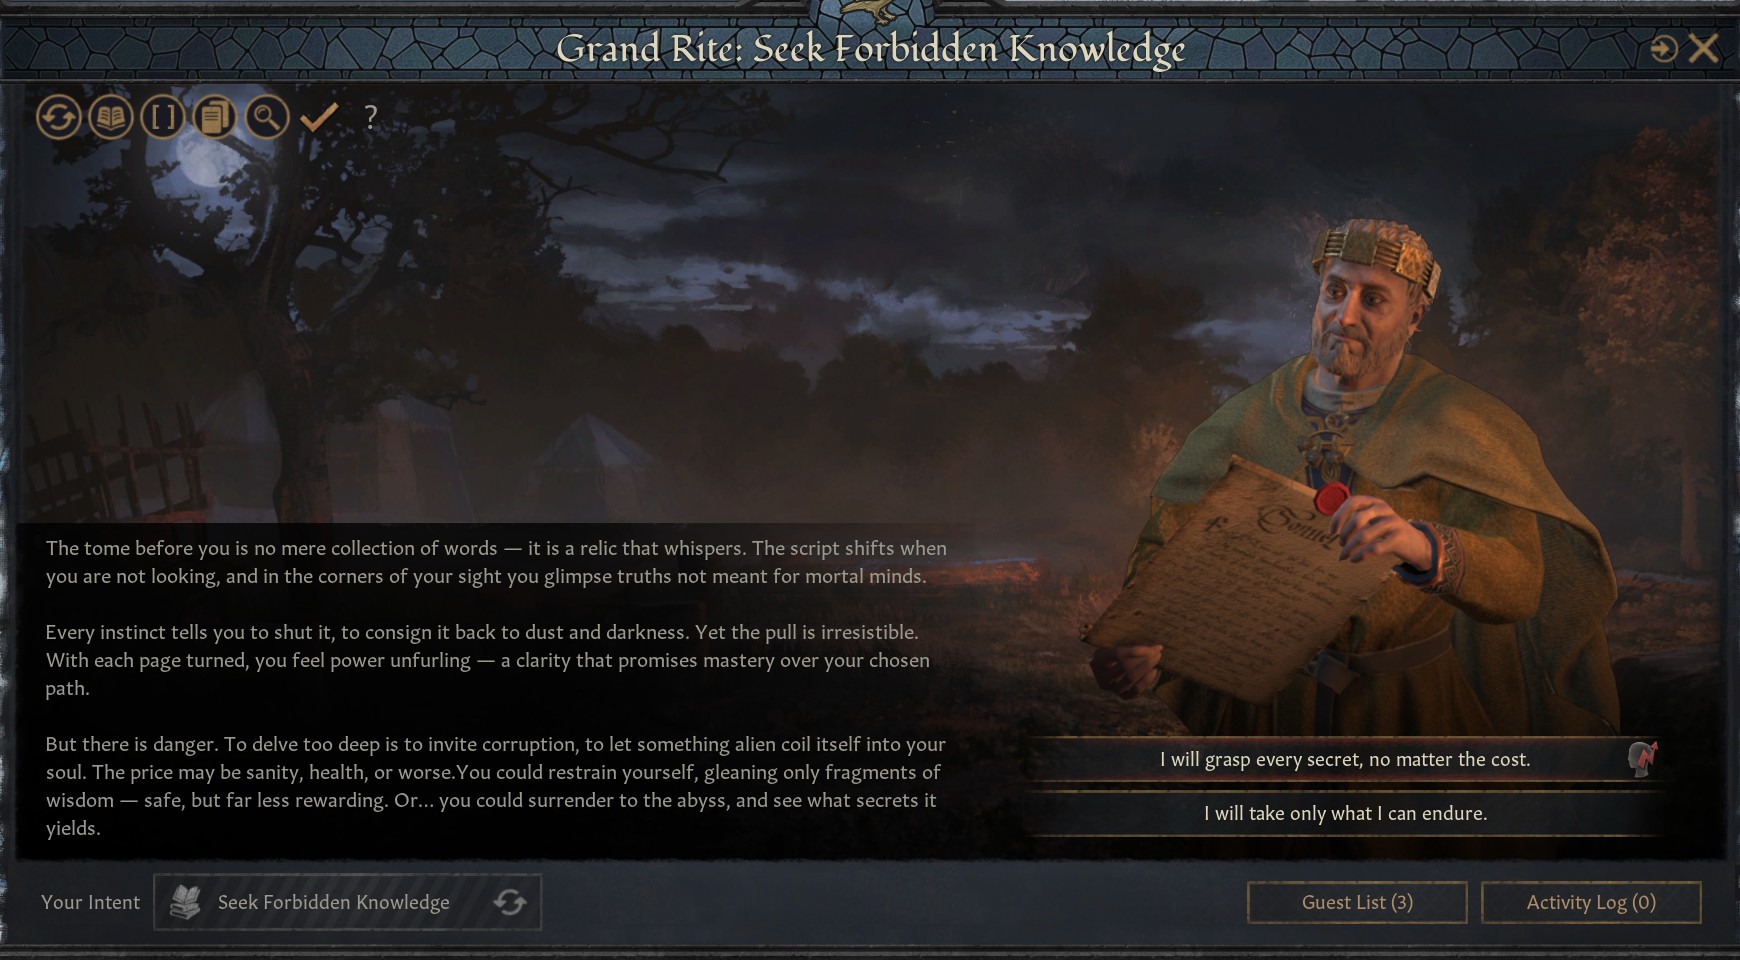 Grand Rite: Seek Forbidden Knowledge
[ ]
?
The tome before you is no mere collection of words — it is a relic that whispers. The script shifts when
you are not looking, and in the corners of your sight you glimpse truths not meant for mortal minds.
Every instinct tells you to shut it, to consign it back to dust and darkness. Yet the pull is irresistible.
With each page turned, you feel power unfurling — a clarity that promises mastery over your chosen
path.
But there is danger. To delve too deep is to invite corruption, to let something alien coil itself into your
soul. The price may be sanity, health, or worse.You could restrain yourself, gleaning only fragments of
wisdom — safe, but far less rewarding. Or... you could surrender to the abyss, and see what secrets it
yields.
I will grasp every secret, no matter the cost.
I will take only what I can endure.
Your Intent
Seek Forbidden Knowledge
Guest List (3)
Activity Log (0)